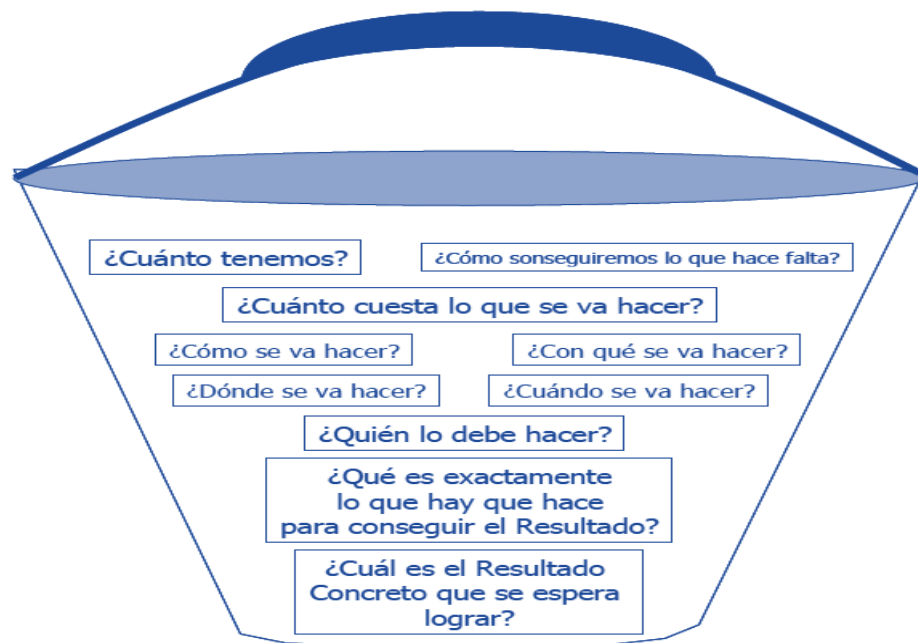 ¿Cuánto tenemos?
¿Cómo sonseguiremos lo que hace falta?
¿Cuánto cuesta lo que se va hacer?
¿Cómo se va hacer?
¿Con qué se va hacer?
¿Dónde se va hacer?
¿Cuándo se va hacer?
¿Quién lo debe hacer?
¿Qué es exactamente
lo que hay que hace
para conseguir el Resultado?
¿Cuál es el Resultado
Concreto que se espera
lograr?